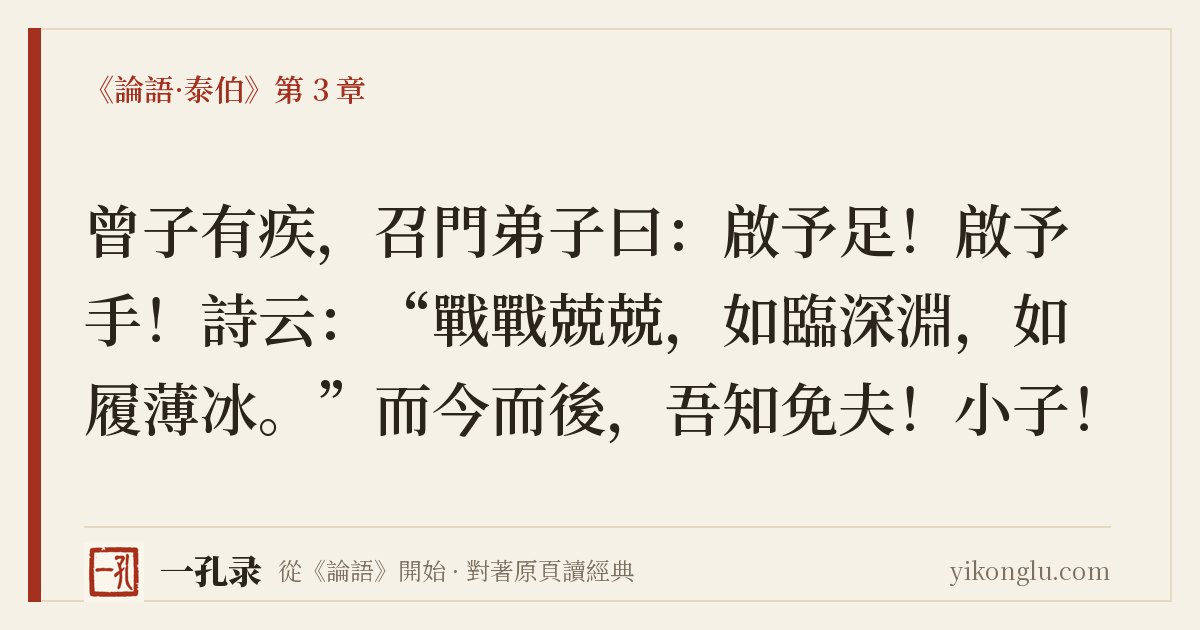 《論語·泰伯》第 3 章
曾子有疾，召門弟子曰：啟予足！啟予
手！詩云：“戰戰兢兢，如臨深淵，如
履薄冰。”而今而後，吾知免夫！小子！
一孔
一孔录 從《論語》開始 · 對著原頁讀經典
yikonglu.com